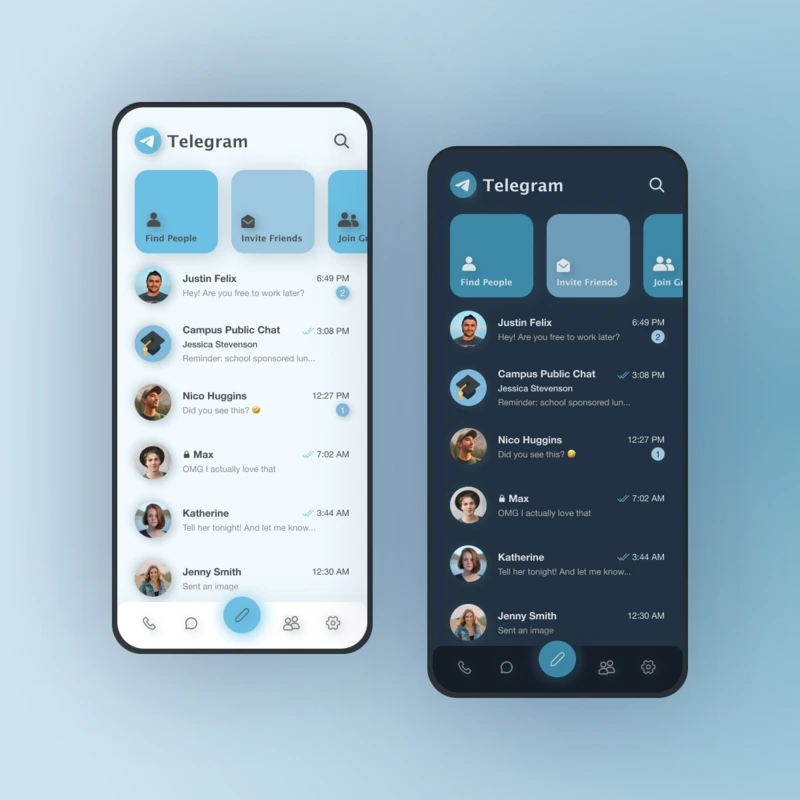 Telegram
Find People
Invite Friends
Join Gr
Justin Felix
6:49 PM
Hey! Are you free to work later?
2
Campus Public Chat
3:08 PM
Jessica Stevenson
Reminder: school sponsored lun...
Nico Huggins
12:27 PM
Did you see this? 🤣
1
Max
7:02 AM
OMG I actually love that
Katherine
3:44 AM
Tell her tonight! And let me know...
Jenny Smith
12:30 AM
Sent an image
Telegram
Find People
Invite Friends
Join Gr
Justin Felix
6:49 PM
Hey! Are you free to work later?
2
Campus Public Chat
3:08 PM
Jessica Stevenson
Reminder: school sponsored lun...
Nico Huggins
12:27 PM
Did you see this? 🤣
1
Max
7:02 AM
OMG I actually love that
Katherine
3:44 AM
Tell her tonight! And let me know...
Jenny Smith
12:30 AM
Sent an image